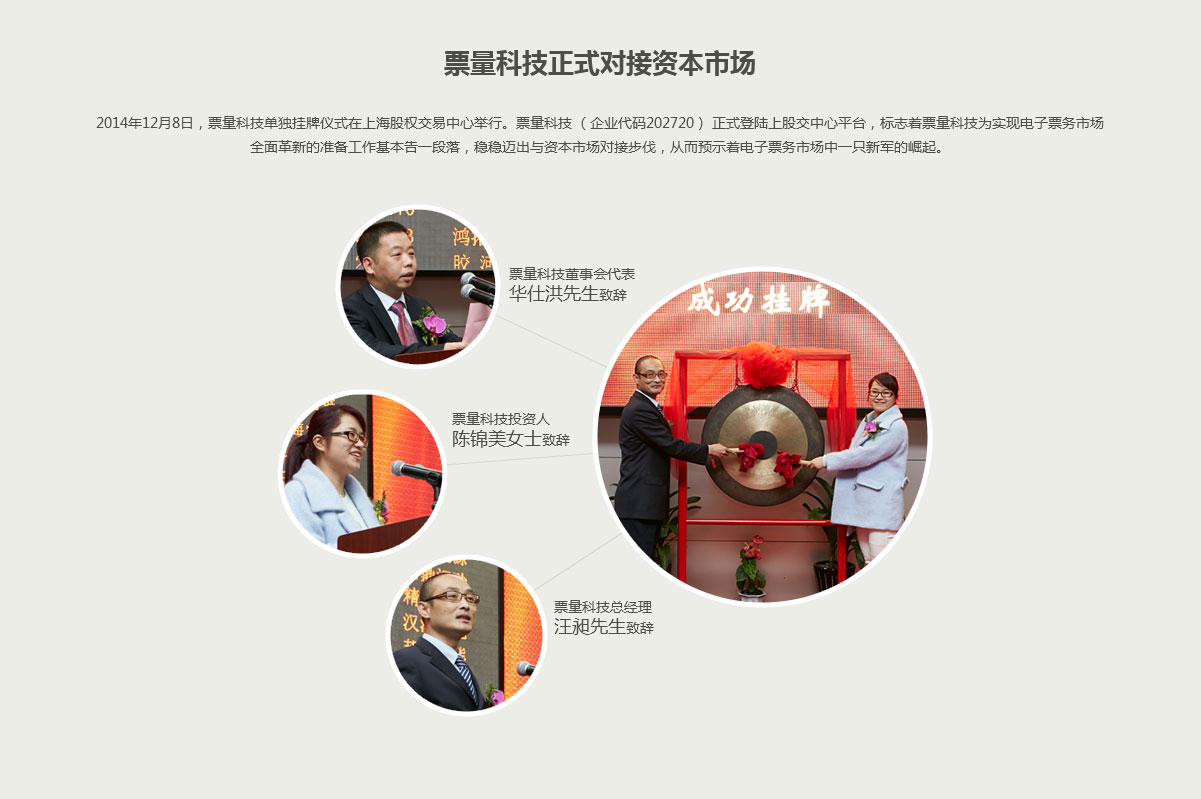 票量科技正式对接资本市场
2014年12月8日，票量科技单独挂牌仪式在上海股权交易中心举行。票量科技（企业代码202720）正式登陆上股交中心平台，标志着票量科技为实现电子票务市场
全面革新的准备工作基本告一段落，稳稳迈出与资本市场对接步伐，从而预示着电子票务市场中一只新军的崛起。
票量科技董事会代表
华仕洪先生致辞
成功挂牌
票量科技投资人
陈锦美女士致辞
票量科技总经理
汪昶先生致辞